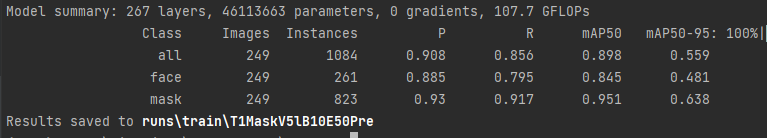 Model summary: 267 layers, 46113663 parameters, 0 gradients, 107.7 GFLOPs
Class Images Instances P R mAP50 mAP50-95: 100%|
all 249 1084 0.908 0.856 0.898 0.559
face 249 261 0.885 0.795 0.845 0.481
mask 249 823 0.93 0.917 0.951 0.638
Results saved to runs\train\T1MaskV5lB10E50Pre